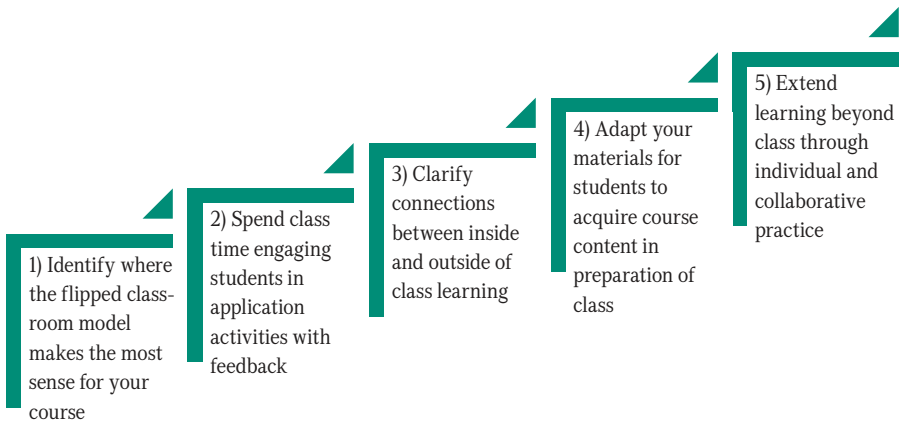 1) Identify where
the flipped class-
room model
makes the most
sense for your
course
2) Spend class
time engaging
students in
application
activities with
feedback
3) Clarify
connections
between inside
and outside of
class learning
4) Adapt your
materials for
students to
acquire course
content in
preparation of
class
5) Extend
learning beyond
class through
individual and
collaborative
practice